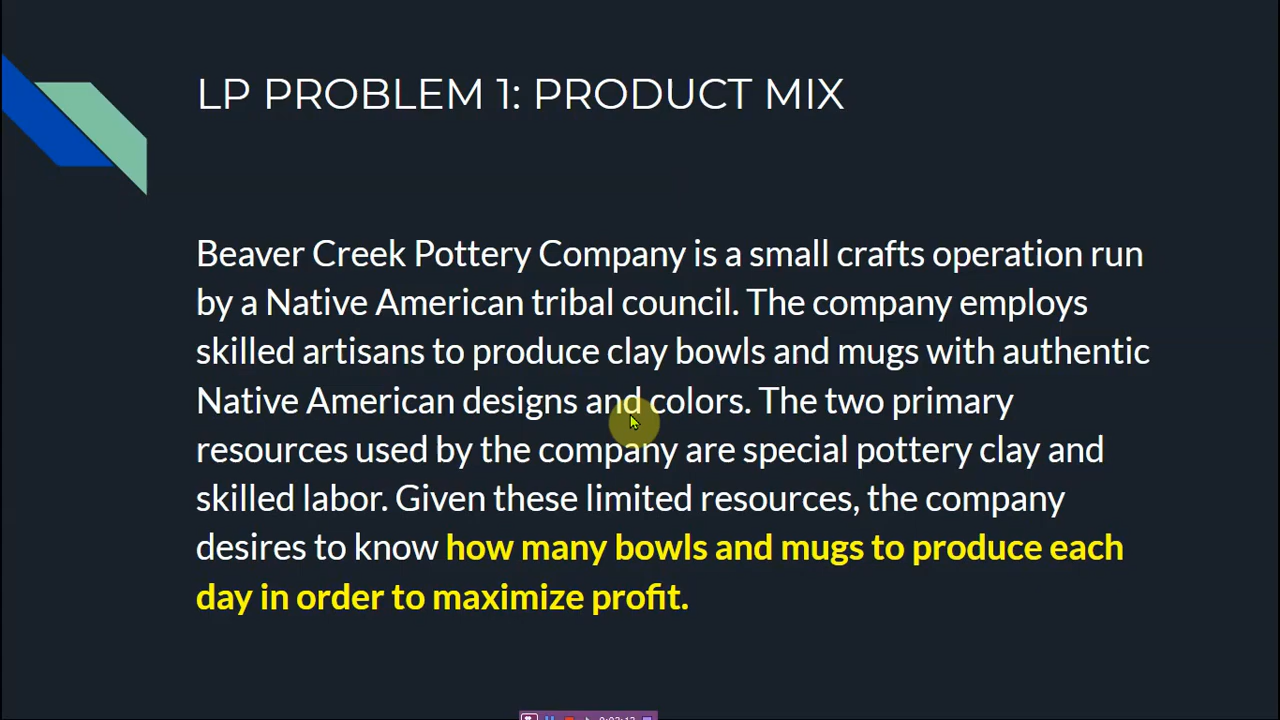 LP PROBLEM 1: PRODUCT MIX
Beaver Creek Pottery Company is a small crafts operation run
by a Native American tribal council. The company employs
skilled artisans to produce clay bowls and mugs with authentic
Native American designs and colors. The two primary
resources used by the company are special pottery clay and
skilled labor. Given these limited resources, the company
desires to know how many bowls and mugs to produce each
day in order to maximize profit.